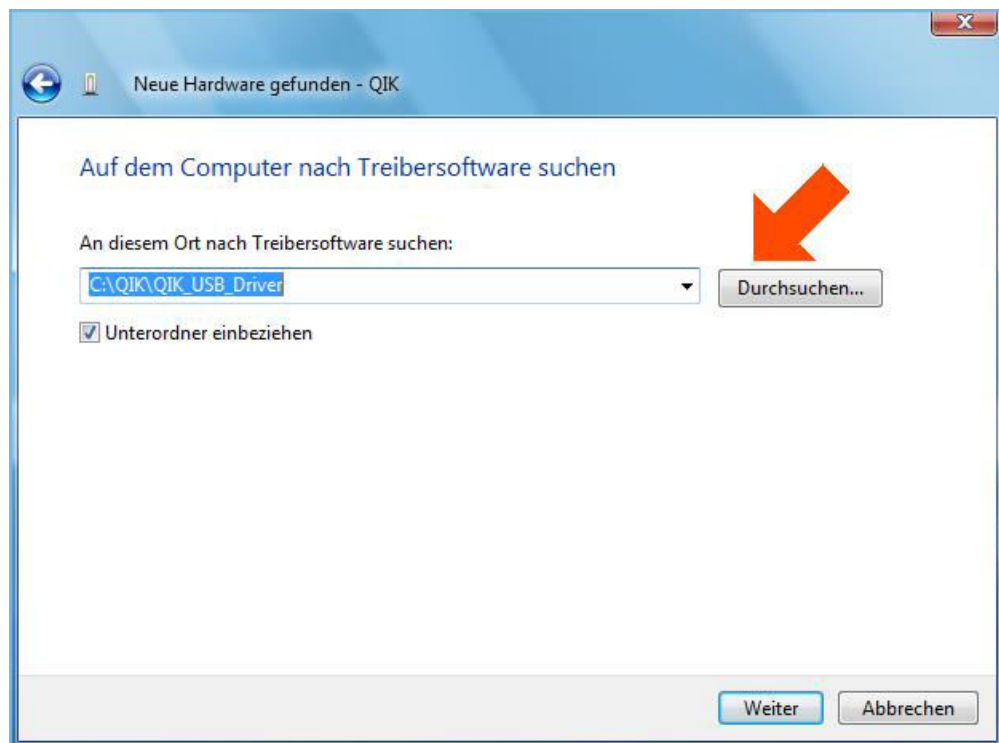 Neue Hardware gefunden - QIK
Auf dem Computer nach Treibersoftware suchen
An diesem Ort nach Treibersoftware suchen:
C:\QIK\QIK_USB_Driver
Durchsuchen...
Unterordner einbeziehen
Weiter
Abbrechen